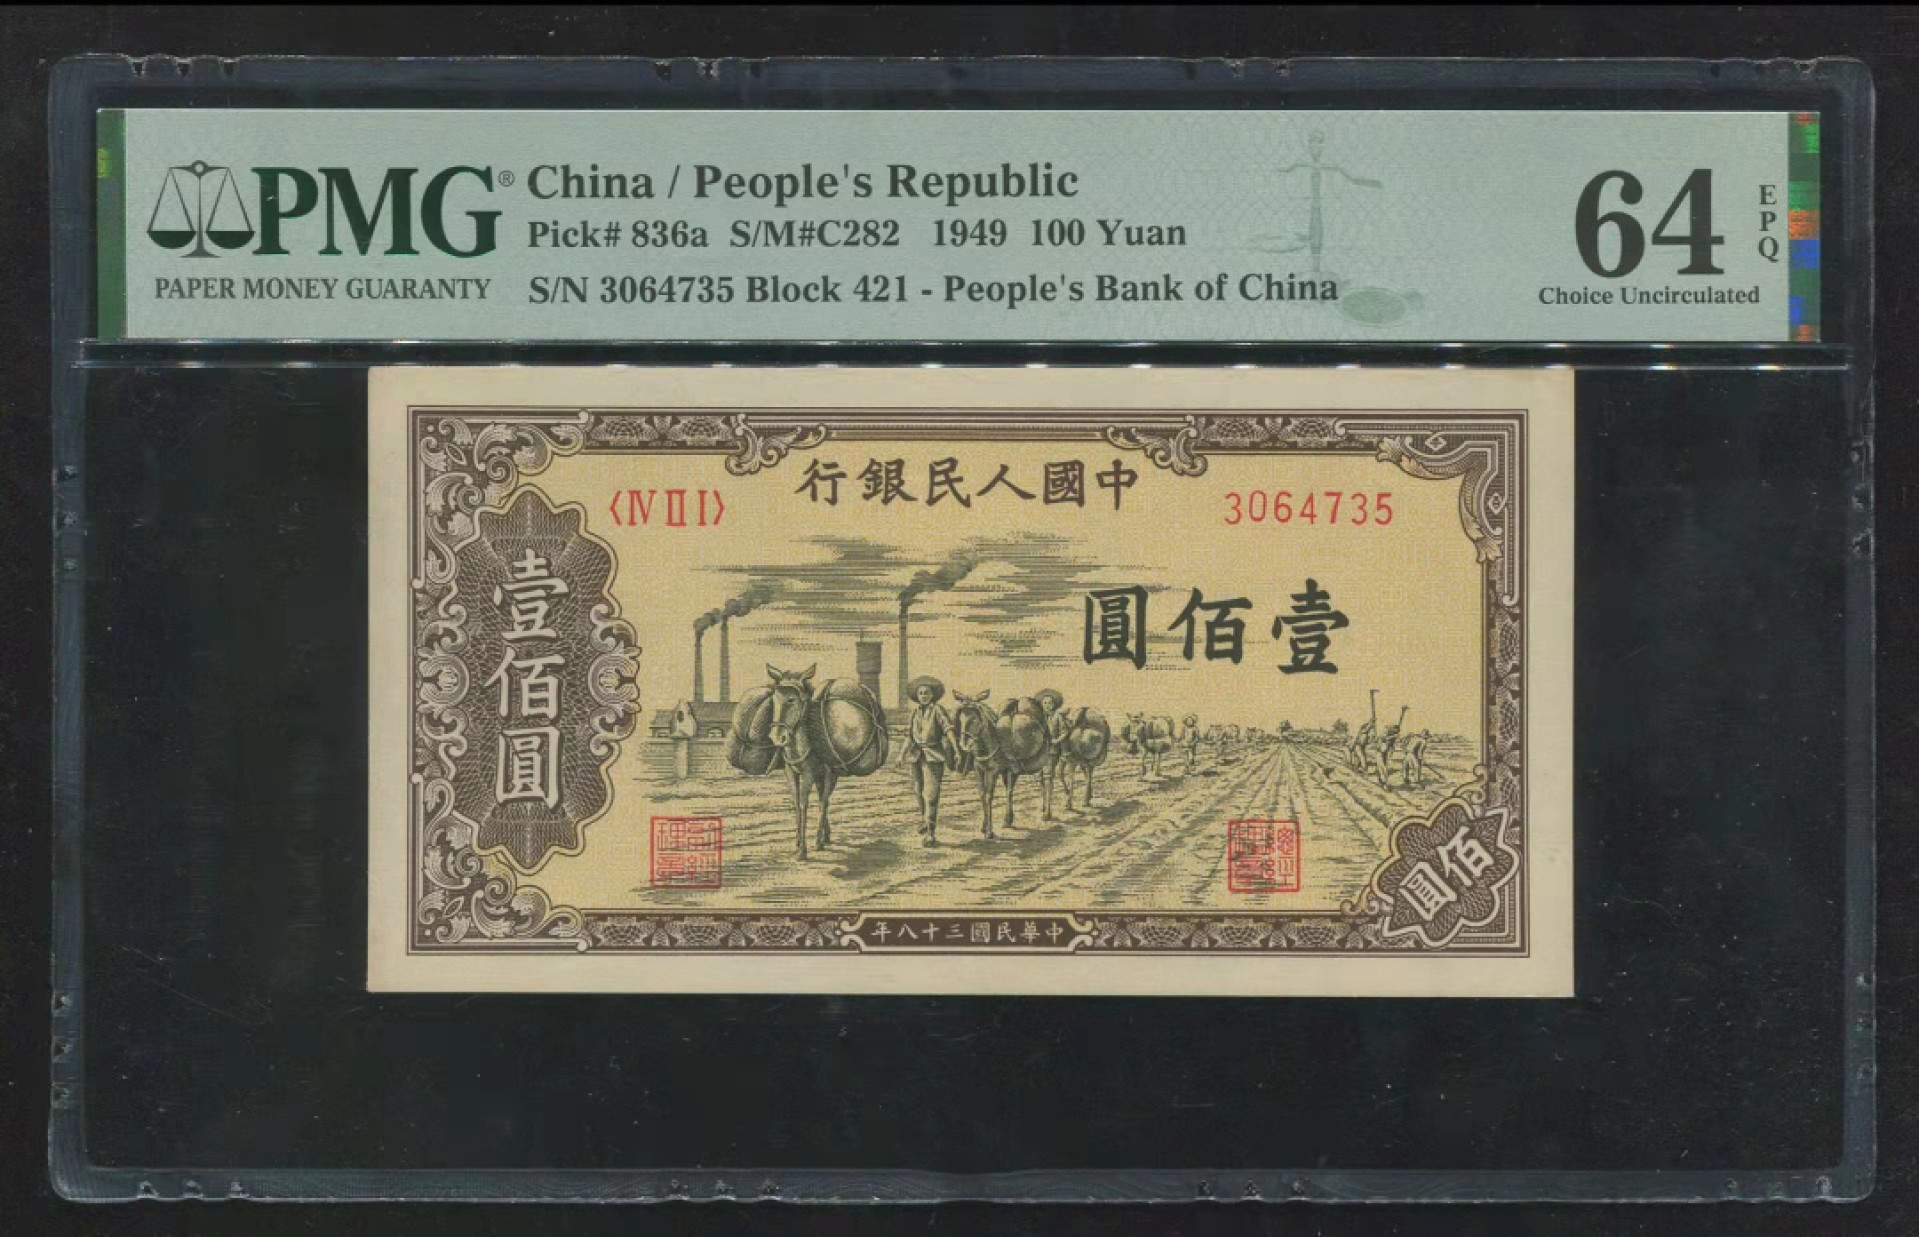 PMG®
PAPER MONEY GUARANTY
China / People's Republic
Pick# 836a S/M#C282 1949 100 Yuan
S/N 3064735 Block 421 - People's Bank of China
64
EPQ
Choice Uncirculated
中國人民銀行
〈ⅣⅡⅠ〉
3064735
壹佰圓
壹佰圓
佰圓
中華民國三十八年